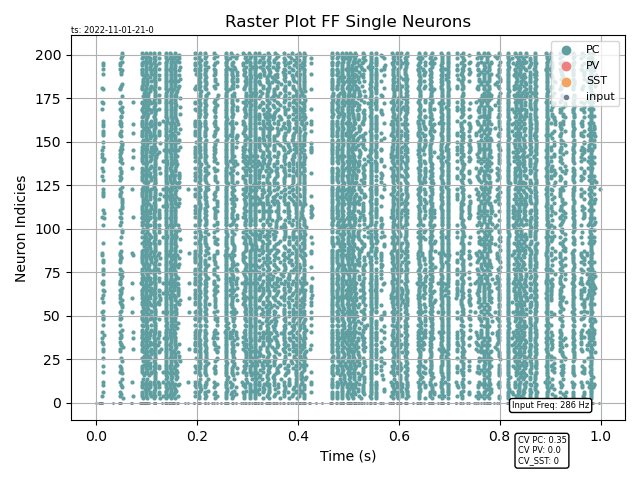 Raster Plot FF Single Neurons
ts: 2022-11-01-21-0
PC
PV
SST
input
200
175
150
125
100
75
50
25
0
Neuron Indicies
Input Freq: 286 Hz
0.0 0.2 0.4 0.6 0.8 1.0
Time (s)
CV PC: 0.35
CV PV: 0.0
CV_SST: 0